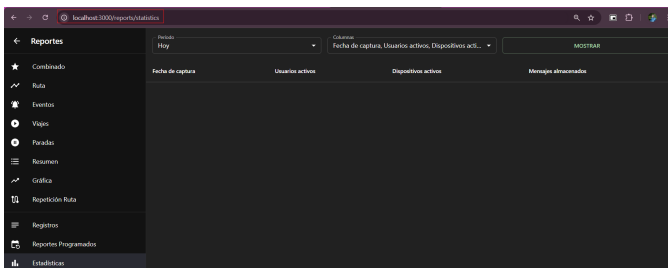 localhost:3000/reports/statistics
Reportes
Periodo
Hoy
Columnas
Fecha de captura, Usuarios activos, Dispositivos acti...
MOSTRAR
Combinado
Ruta
Eventos
Viajes
Paradas
Resumen
Gráfica
Repetición Ruta
Registros
Reportes Programados
Estadísticas
Fecha de captura Usuarios activos Dispositivos activos Mensajes almacenados